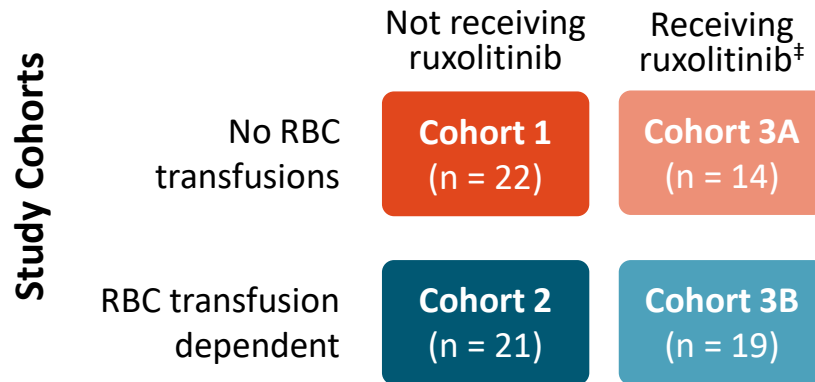 Study Cohorts
Not receiving
ruxolitinib
Receiving
ruxolitinib‡
No RBC
transfusions
Cohort 1
(n = 22)
Cohort 3A
(n = 14)
RBC transfusion
dependent
Cohort 2
(n = 21)
Cohort 3B
(n = 19)